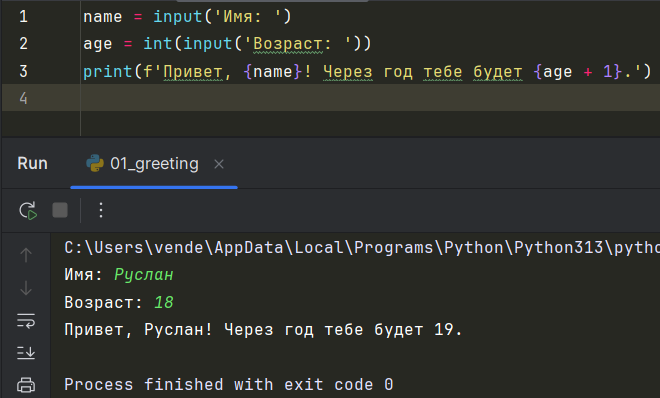 1 name = input('Имя: ')
2 age = int(input('Возраст: '))
3 print(f'Привет, {name}! Через год тебе будет {age + 1}.')
4
Run 01_greeting
C:\Users\vende\AppData\Local\Programs\Python\Python313\pytho
Имя: Руслан
Возраст: 18
Привет, Руслан! Через год тебе будет 19.
Process finished with exit code 0